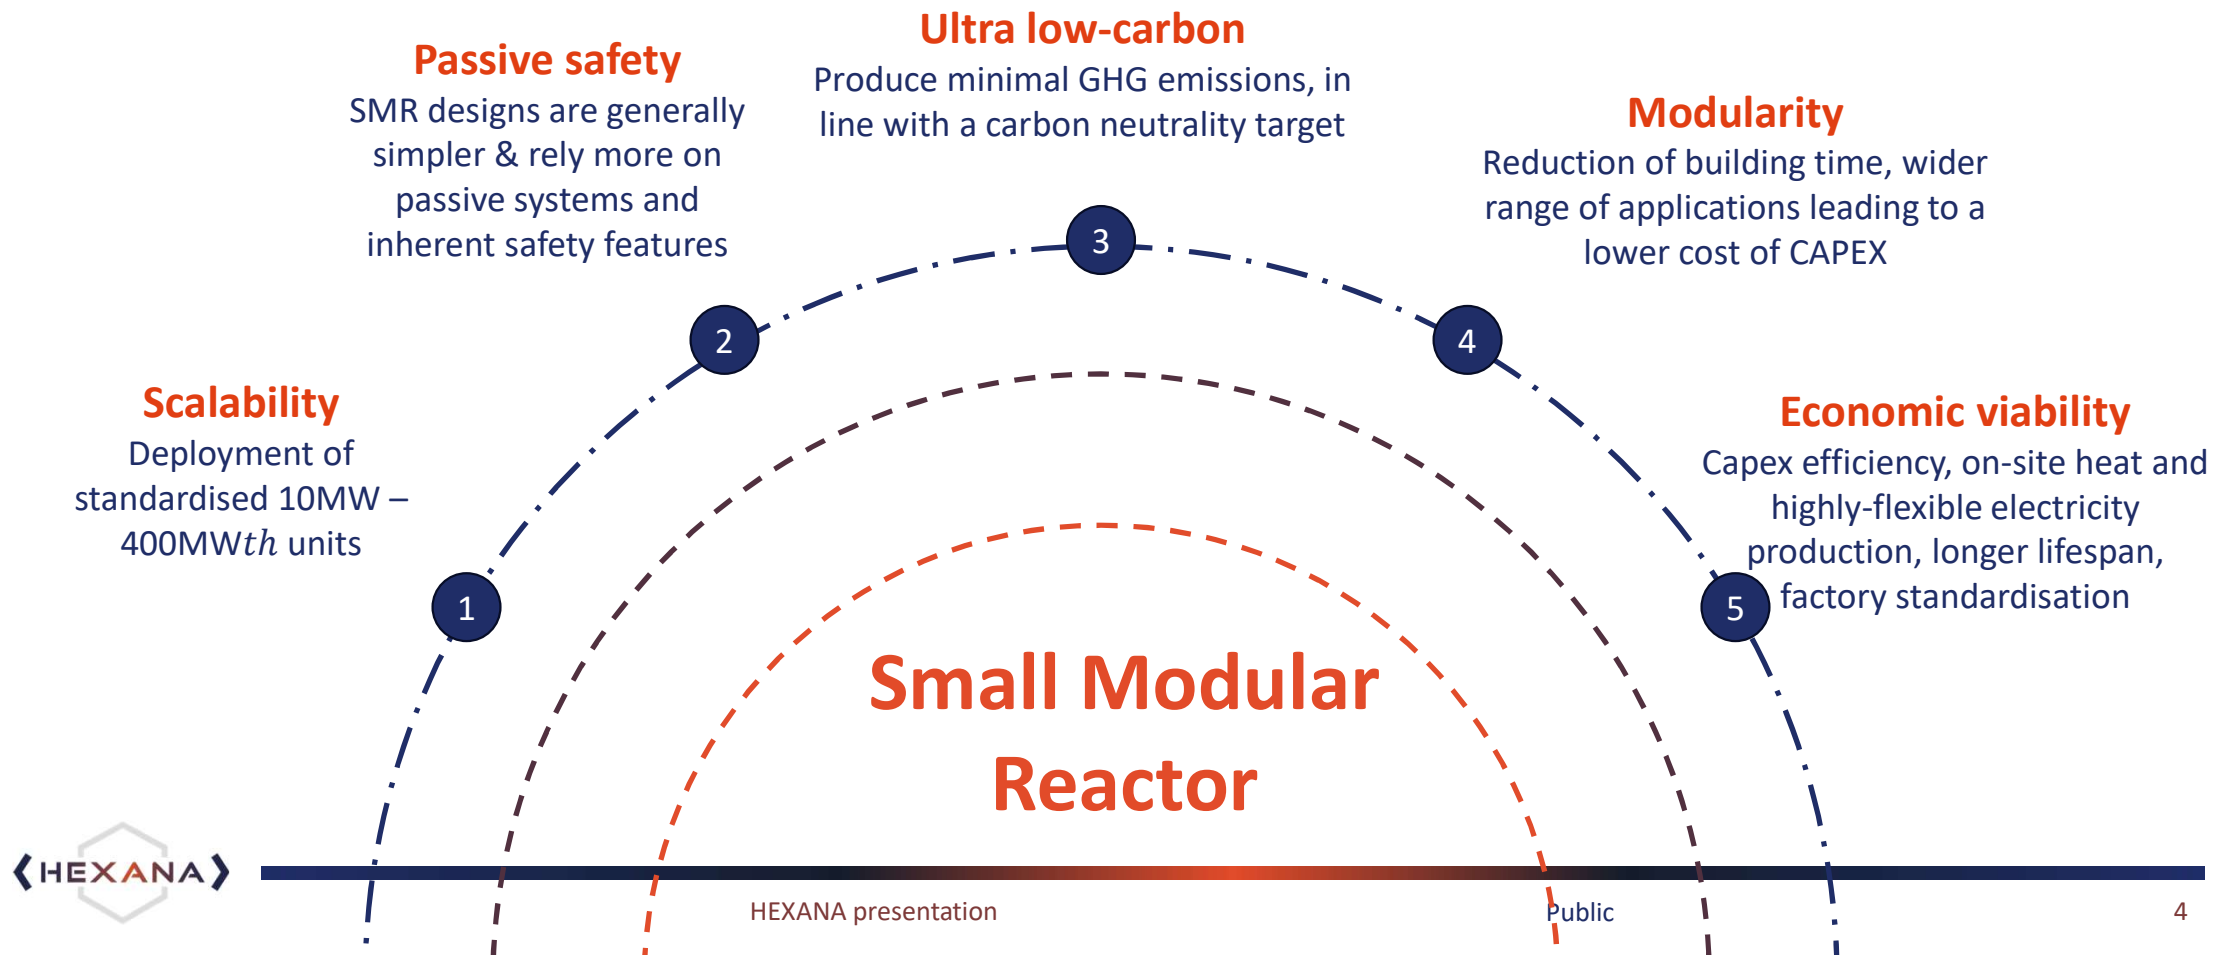 Ultra low-carbon
Produce minimal GHG emissions, in
line with a carbon neutrality target
Passive safety
SMR designs are generally
simpler & rely more on
passive systems and
inherent safety features
Modularity
Reduction of building time, wider
range of applications leading to a
lower cost of CAPEX
3
2
4
Scalability
Deployment of
standardised 10MW –
400MWth units
1
Economic viability
Capex efficiency, on-site heat and
highly-flexible electricity
production, longer lifespan,
factory standardisation
5
Small Modular
Reactor
HEXANA
HEXANA presentation
Public
4